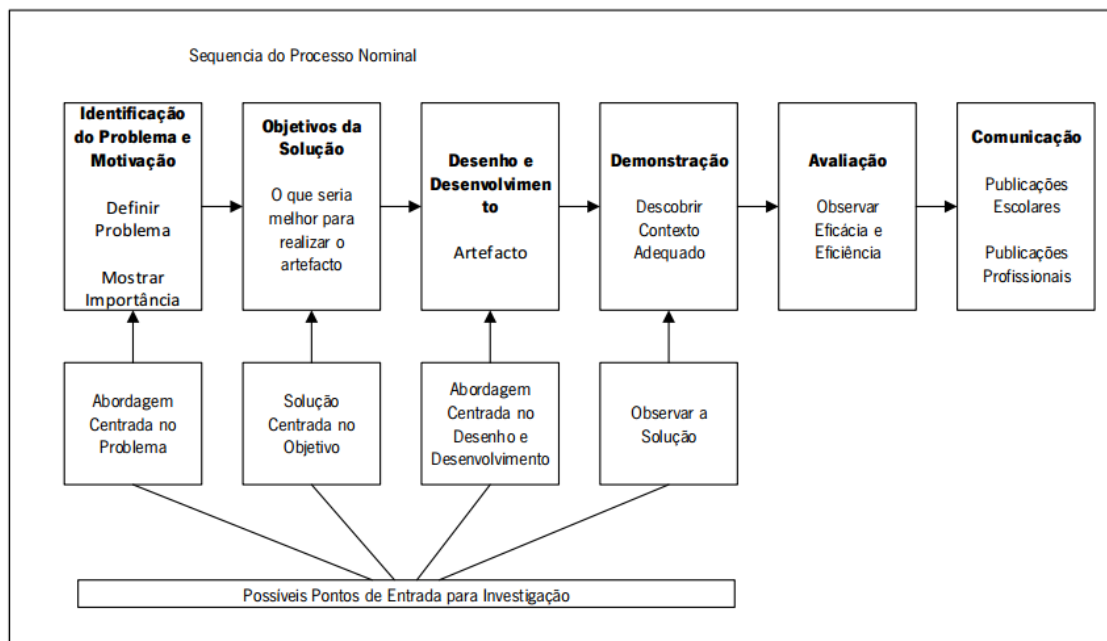 Sequencia do Processo Nominal
Identificação
do Problema e
Motivação
Definir
Problema
Mostrar
Importância
Objetivos da
Solução
O que seria
melhor para
realizar o
artefacto
Desenho e
Desenvolvimen
to
Artefacto
Demonstração
Descobrir
Contexto
Adequado
Avaliação
Observar
Eficácia e
Eficiência
Comunicação
Publicações
Escolares
Publicações
Profissionais
Abordagem
Centrada no
Problema
Solução
Centrada no
Objetivo
Abordagem
Centrada no
Desenho e
Desenvolvimento
Observar a
Solução
Possíveis Pontos de Entrada para Investigação